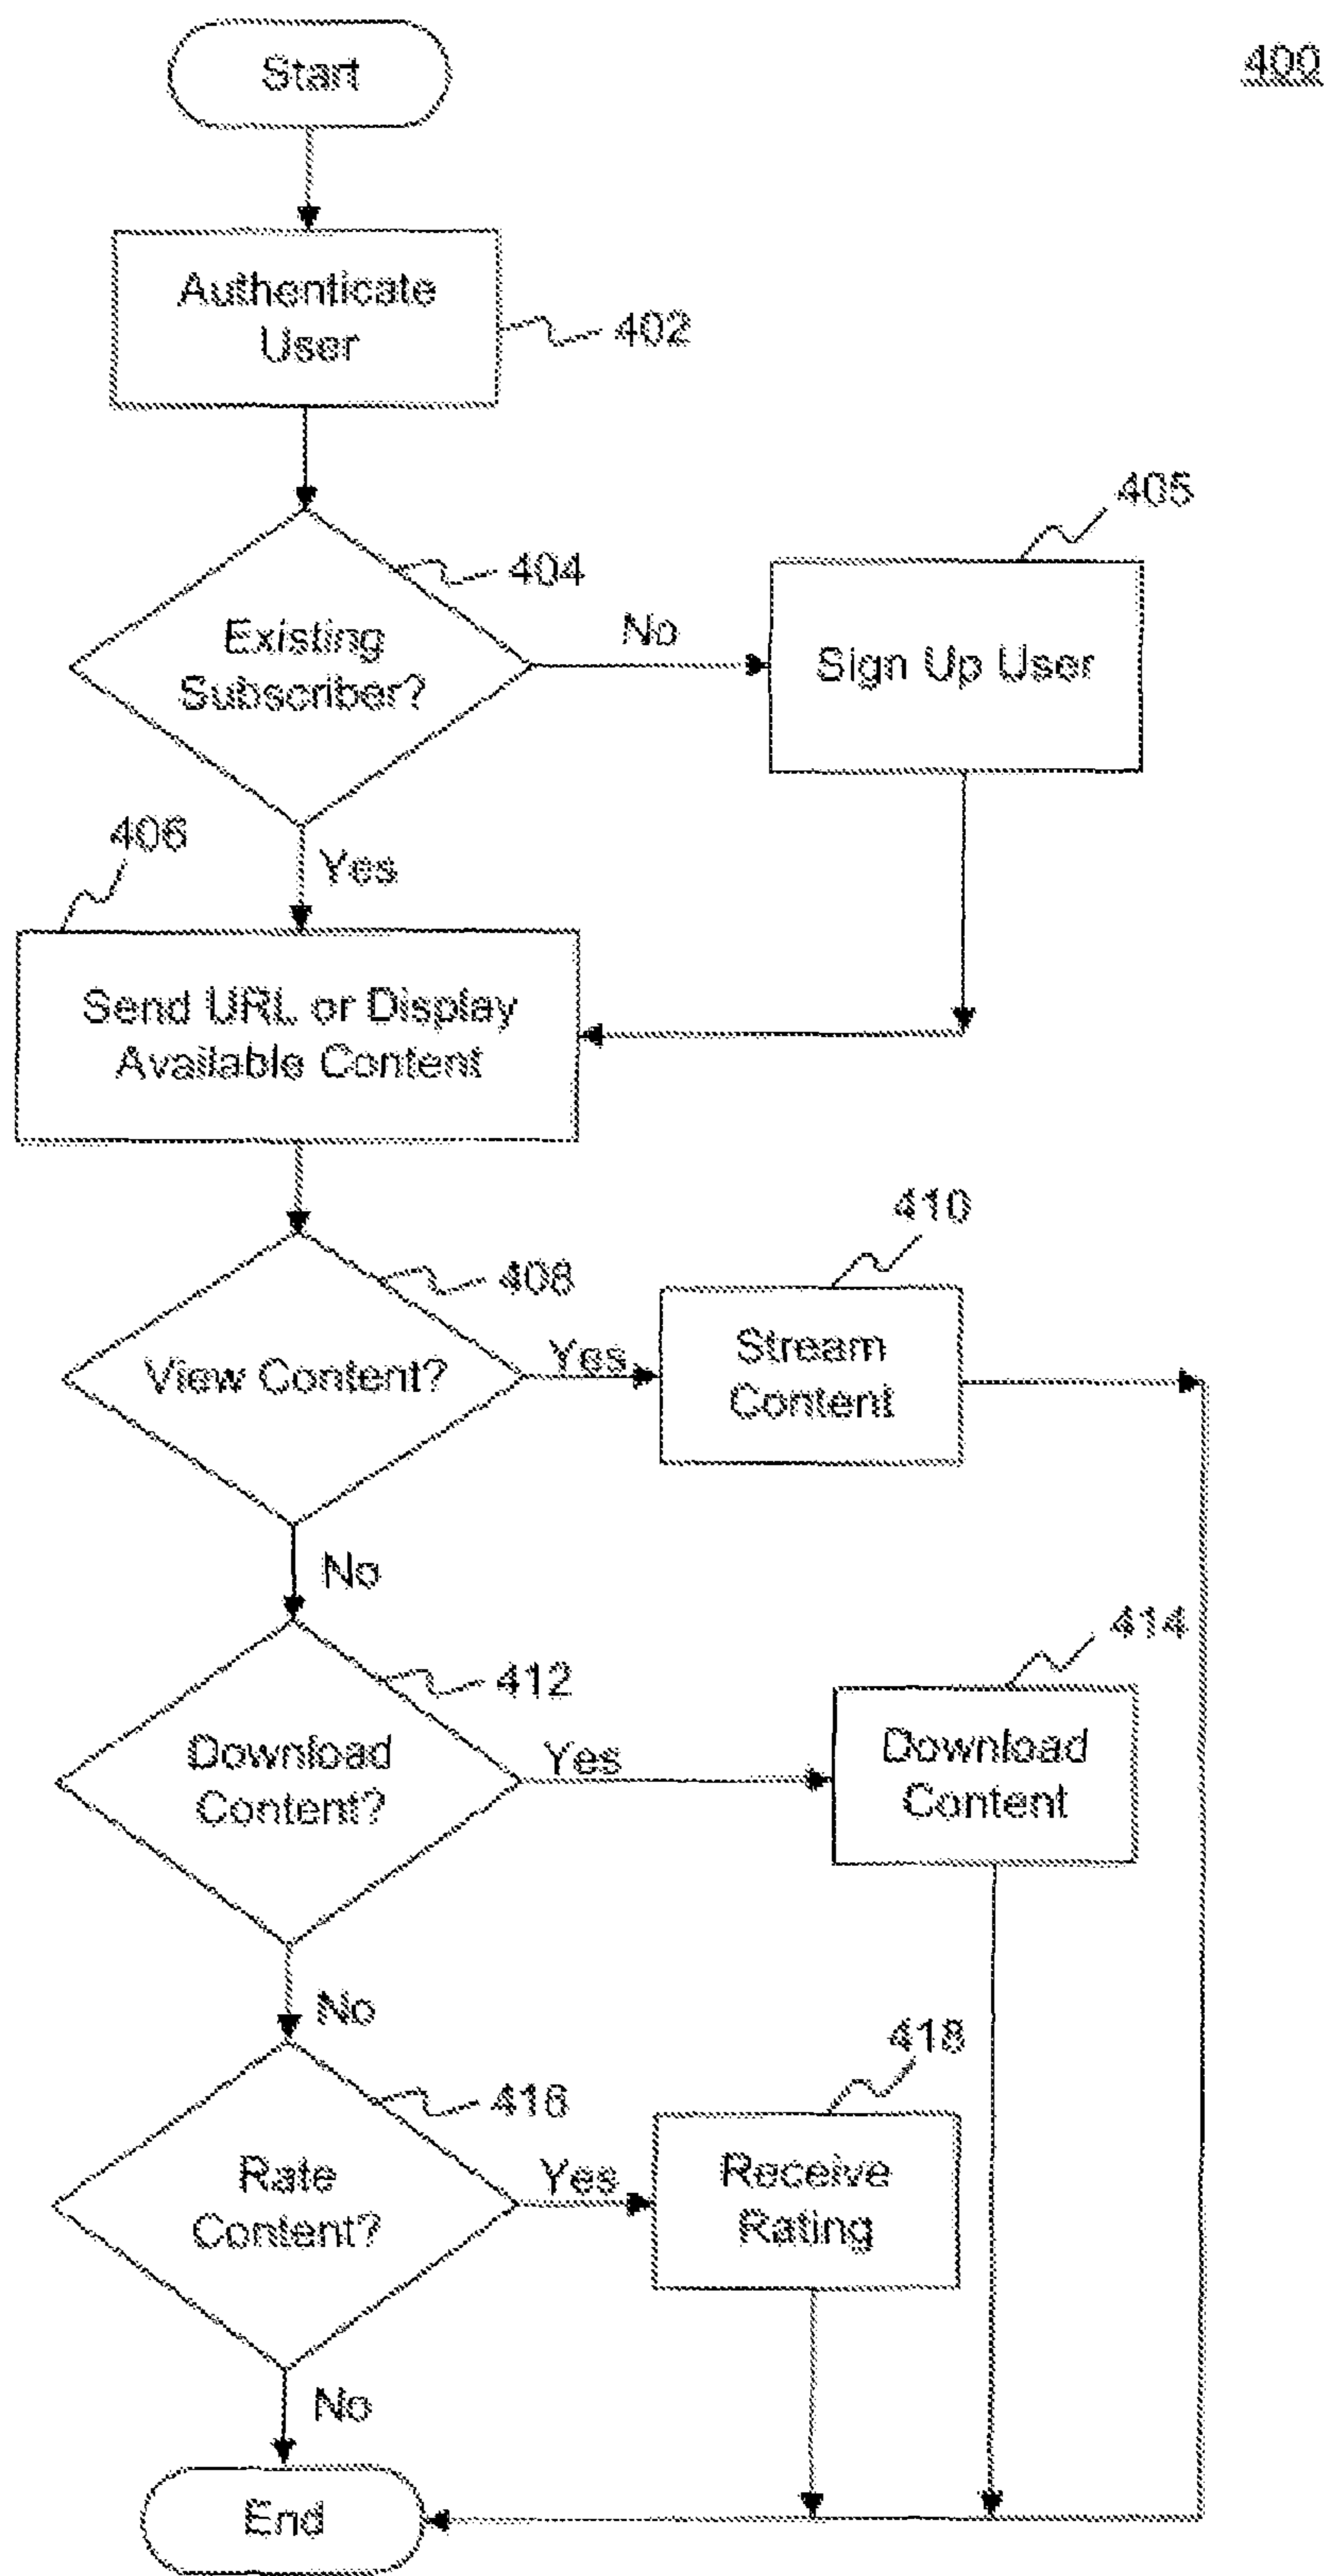 400
Start
Authenticate
User
402
404
Existing
Subscriber?
No
405
Sign Up User
Yes
406
Send URL or Display
Available Content
408
View Content?
Yes
410
Stream
Content
No
412
Download
Content?
Yes
414
Download
Content
No
416
Rate
Content?
Yes
418
Receive
Rating
No
End